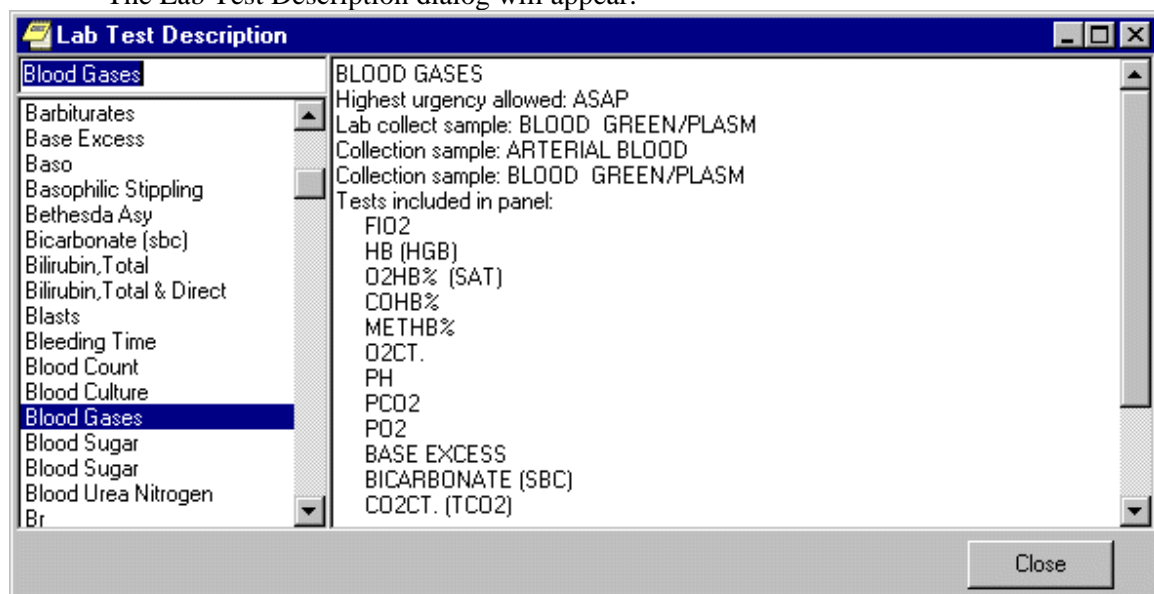 The Lab Test Description dialog will appear.
Lab Test Description
Blood Gases
Barbiturates
Base Excess
Baso
Basophilic Stippling
Bethesda Asy
Bicarbonate (sbc)
Bilirubin,Total
Bilirubin,Total & Direct
Blasts
Bleeding Time
Blood Count
Blood Culture
Blood Gases
Blood Sugar
Blood Sugar
Blood Urea Nitrogen
Br
BLOOD GASES
Highest urgency allowed: ASAP
Lab collect sample: BLOOD  GREEN/PLASM
Collection sample: ARTERIAL BLOOD
Collection sample: BLOOD  GREEN/PLASM
Tests included in panel:
FIO2
HB (HGB)
O2HB%  (SAT)
COHB%
METHB%
O2CT.
PH
PCO2
PO2
BASE EXCESS
BICARBONATE (SBC)
CO2CT. (TCO2)
Close